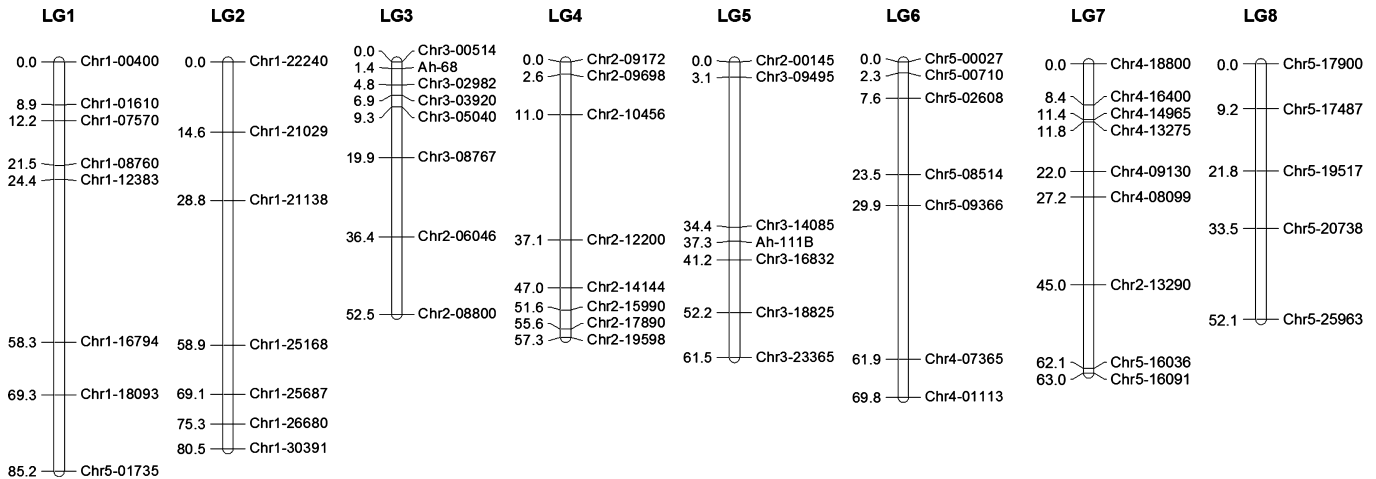 LG1
0.0 Chr1-00400
8.9 Chr1-01610
12.2 Chr1-07570
21.5 Chr1-08760
24.4 Chr1-12383
58.3 Chr1-16794
69.3 Chr1-18093
85.2 Chr5-01735
LG2
0.0 Chr1-22240
14.6 Chr1-21029
28.8 Chr1-21138
58.9 Chr1-25168
69.1 Chr1-25687
75.3 Chr1-26680
80.5 Chr1-30391
LG3
0.0 Chr3-00514
1.4 Ah-68
4.8 Chr3-02982
6.9 Chr3-03920
9.3 Chr3-05040
19.9 Chr3-08767
36.4 Chr2-06046
52.5 Chr2-08800
LG4
0.0 Chr2-09172
2.6 Chr2-09698
11.0 Chr2-10456
37.1 Chr2-12200
47.0 Chr2-14144
51.6 Chr2-15990
55.6 Chr2-17890
57.3 Chr2-19598
LG5
0.0 Chr2-00145
3.1 Chr3-09495
34.4 Chr3-14085
37.3 Ah-111B
41.2 Chr3-16832
52.2 Chr3-18825
61.5 Chr3-23365
LG6
0.0 Chr5-00027
2.3 Chr5-00710
7.6 Chr5-02608
23.5 Chr5-08514
29.9 Chr5-09366
61.9 Chr4-07365
69.8 Chr4-01113
LG7
0.0 Chr4-18800
8.4 Chr4-16400
11.4 Chr4-14965
11.8 Chr4-13275
22.0 Chr4-09130
27.2 Chr4-08099
45.0 Chr2-13290
62.1 Chr5-16036
63.0 Chr5-16091
LG8
0.0 Chr5-17900
9.2 Chr5-17487
21.8 Chr5-19517
33.5 Chr5-20738
52.1 Chr5-25963